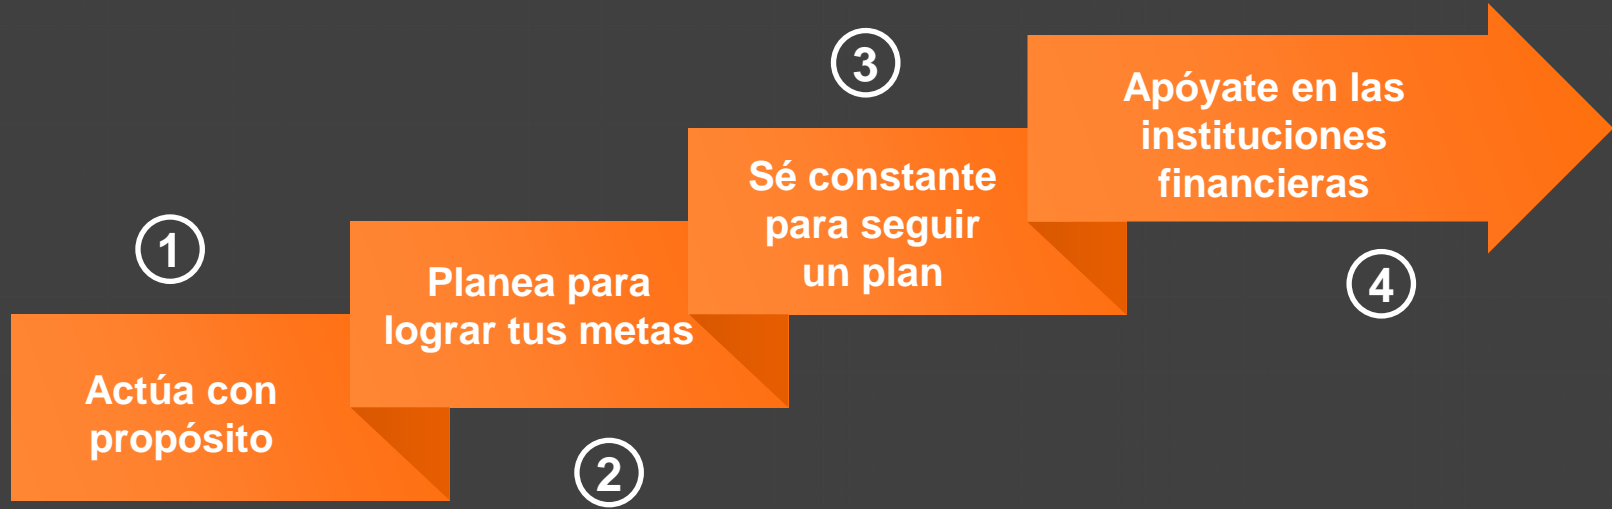 1
Actúa con
propósito
2
Planea para
lograr tus metas
3
Sé constante
para seguir
un plan
4
Apóyate en las
instituciones
financieras